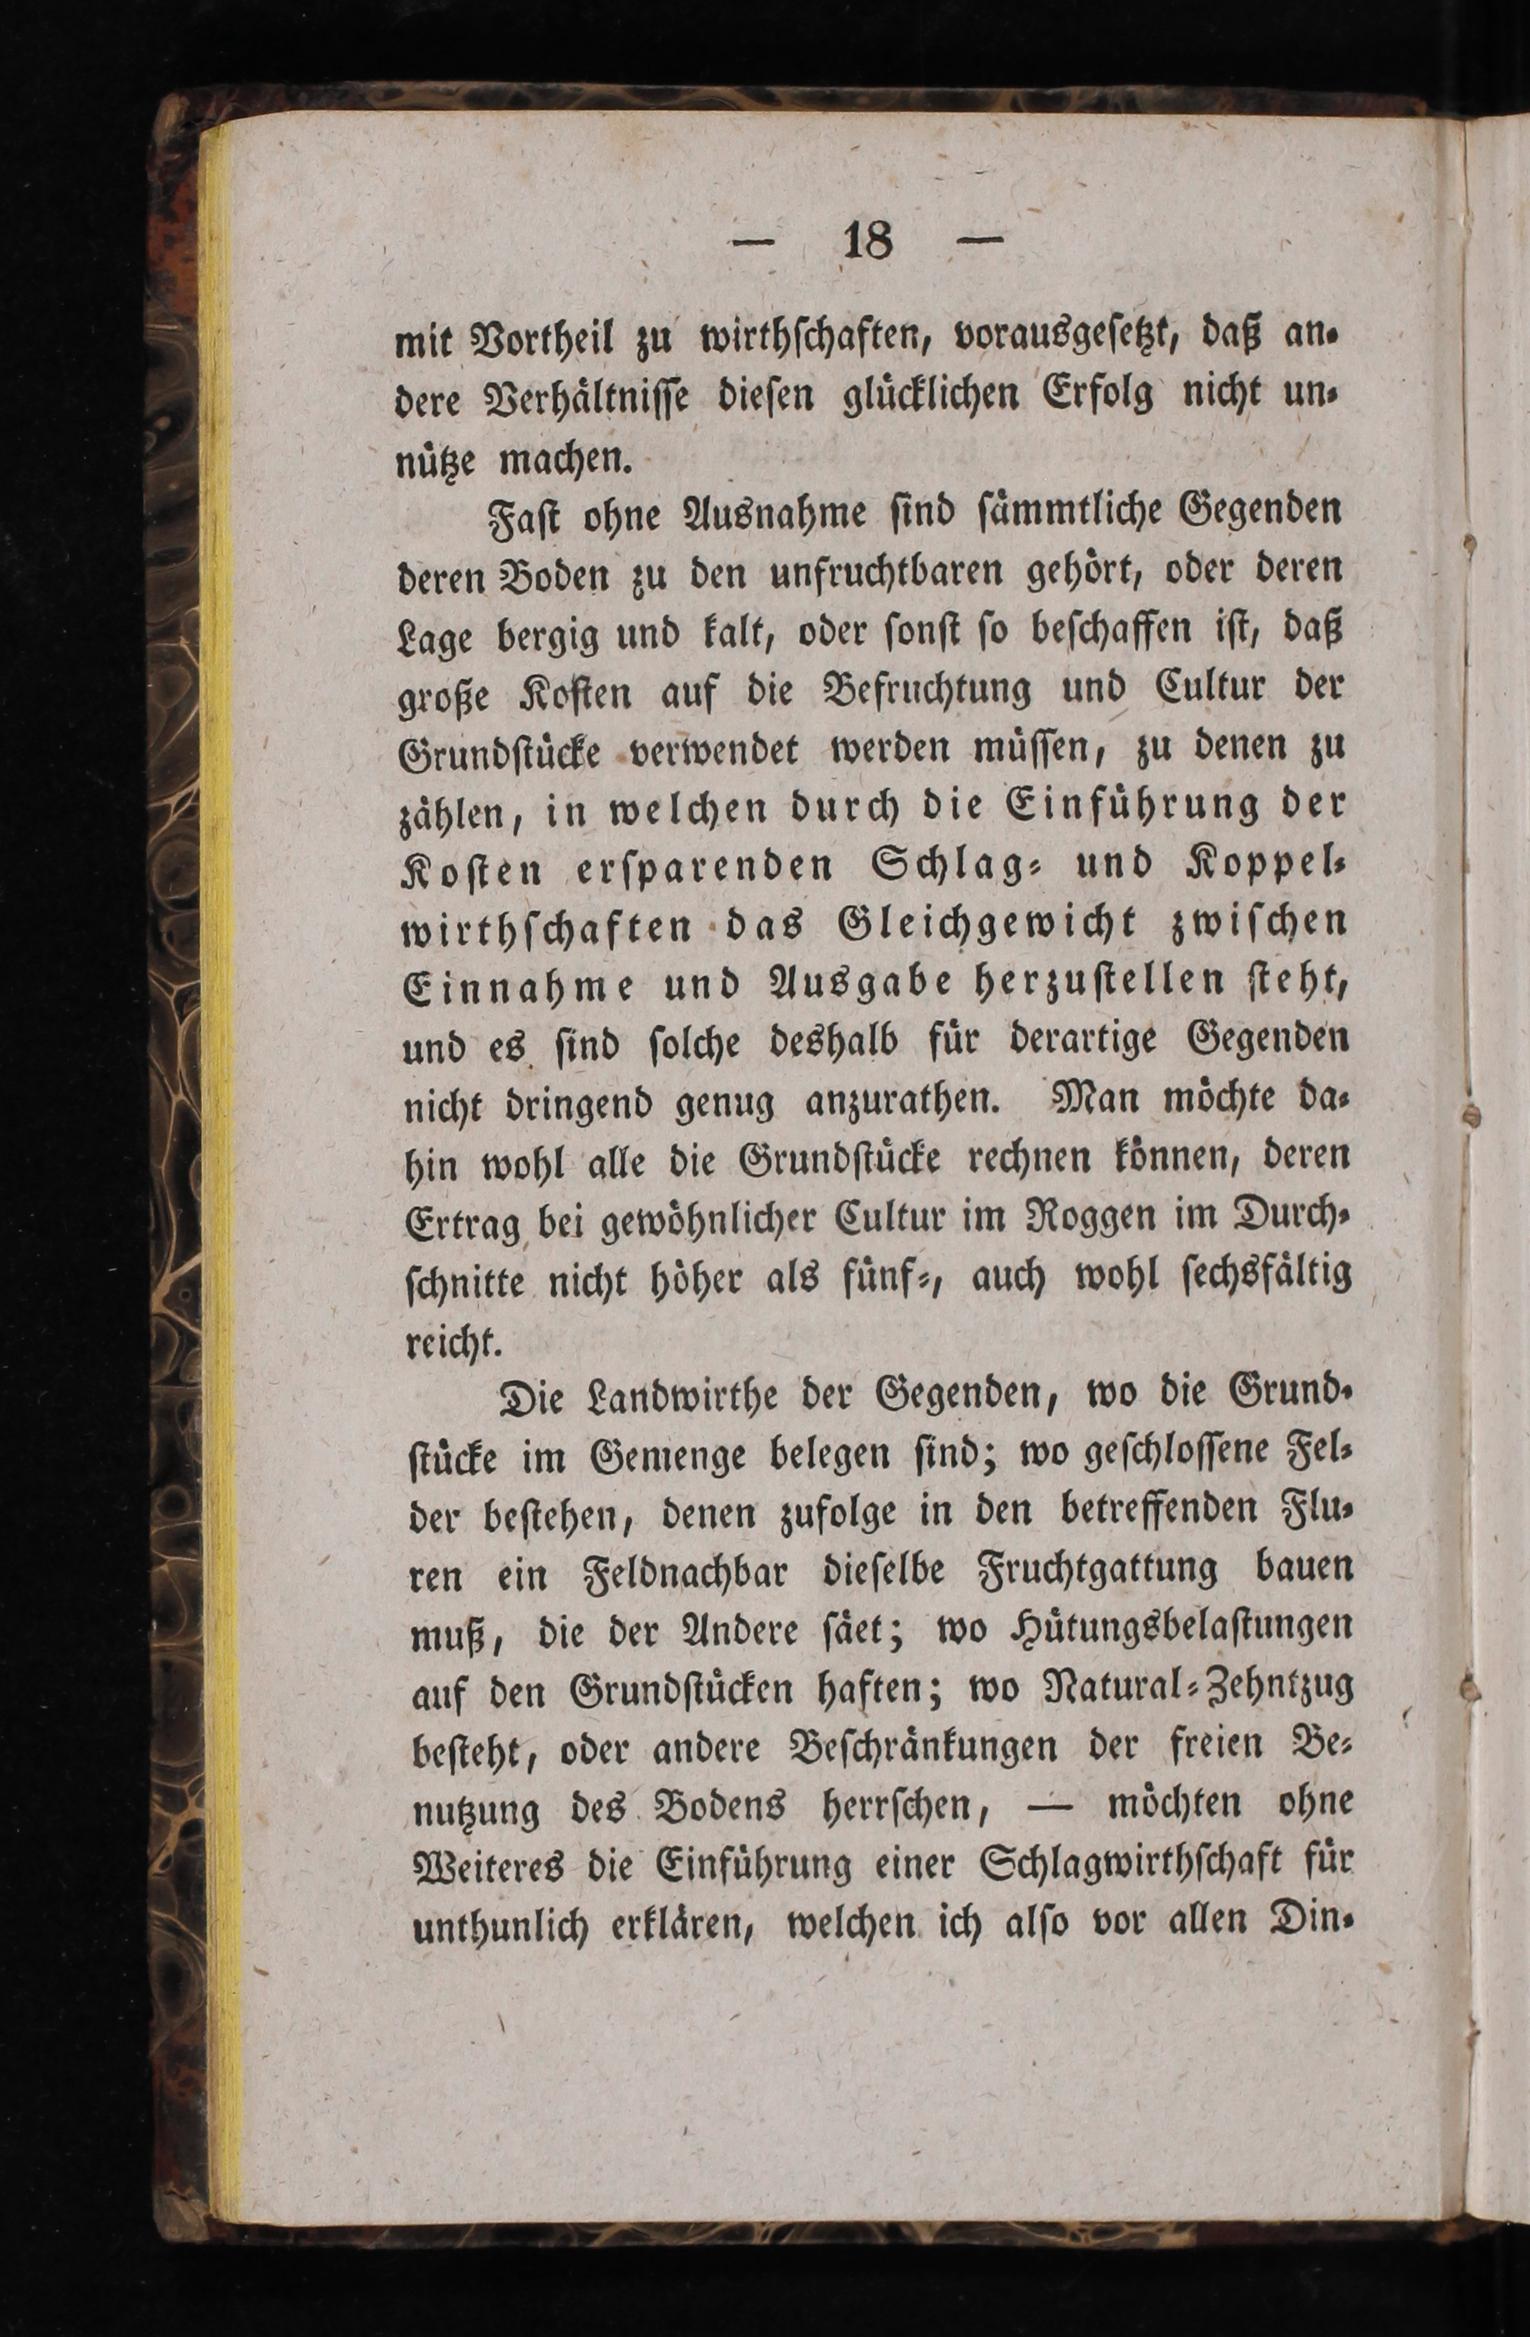 — 18 —
mit Vortheil zu wirthſchaften, vorausgeſetzt, daß an⸗
dere Verhältniſſe dieſen glücklichen Erfolg nicht un⸗
nütze machen.
Faſt ohne Ausnahme ſind ſämmtliche Gegenden
deren Boden zu den unfruchtbaren gehört, oder deren
Lage bergig und kalt, oder ſonſt ſo beſchaffen iſt, daß
große Koſten auf die Befruchtung und Cultur der
Grundſtücke verwendet werden müſſen, zu denen zu
zählen, in welchen durch die Einführung der
Koſten erſparenden Schlag⸗ und Koppel⸗
wirthſchaften das Gleichgewicht zwiſchen
Einnahme und Ausgabe herzuſtellen ſteht,
und es ſind ſolche deshalb für derartige Gegenden
nicht dringend genug anzurathen. Man möchte da⸗
hin wohl alle die Grundſtücke rechnen können, deren
Ertrag bei gewöhnlicher Cultur im Roggen im Durch⸗
ſchnitte nicht höher als fünf⸗, auch wohl ſechsfältig
reicht.
Die Landwirthe der Gegenden, wo die Grund⸗
ſtücke im Gemenge belegen ſind; wo geſchloſſene Fel⸗
der beſtehen, denen zufolge in den betreffenden Flu⸗
ren ein Feldnachbar dieſelbe Fruchtgattung bauen
muß, die der Andere ſäet; wo Hütungsbelaſtungen
auf den Grundſtücken haften; wo Natural⸗Zehntzug
beſteht, oder andere Beſchränkungen der freien Be⸗
nutzung des Bodens herrſchen, — möchten ohne
Weiteres die Einführung einer Schlagwirthſchaft für
unthunlich erklären, welchen ich alſo vor allen Din⸗